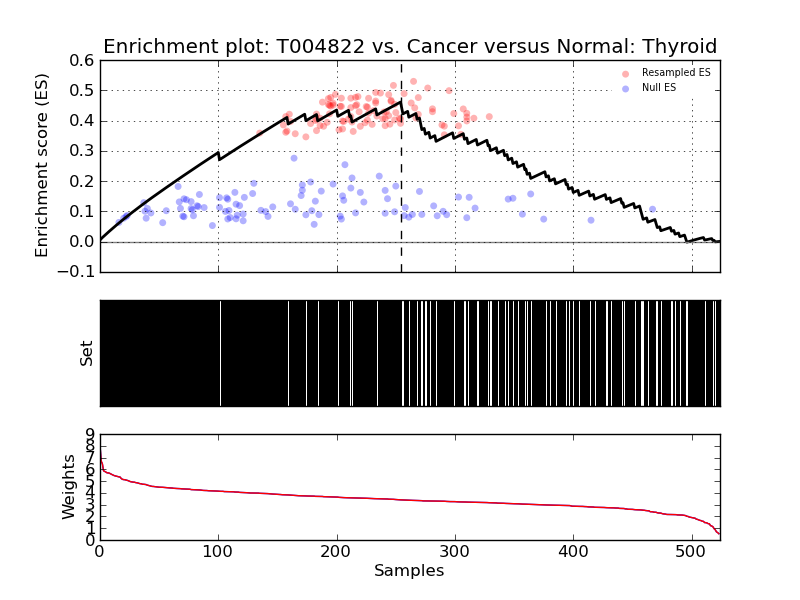 Enrichment plot: T004822 vs. Cancer versus Normal: Thyroid
Enrichment score (ES)
0.6
0.5
0.4
0.3
0.2
0.1
0.0
−0.1
Resampled ES
Null ES
Set
Weights
9
8
7
6
5
4
3
2
1
0
0 100 200 300 400 500
Samples